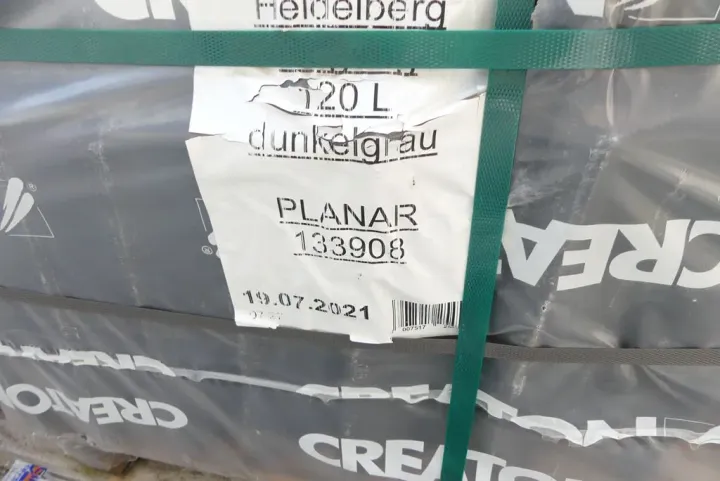 Heidelberg
120 L
dunkelgrau
PLANAR
133908
19.07.2021
CREATON
CREATON
CREATON
CREATON